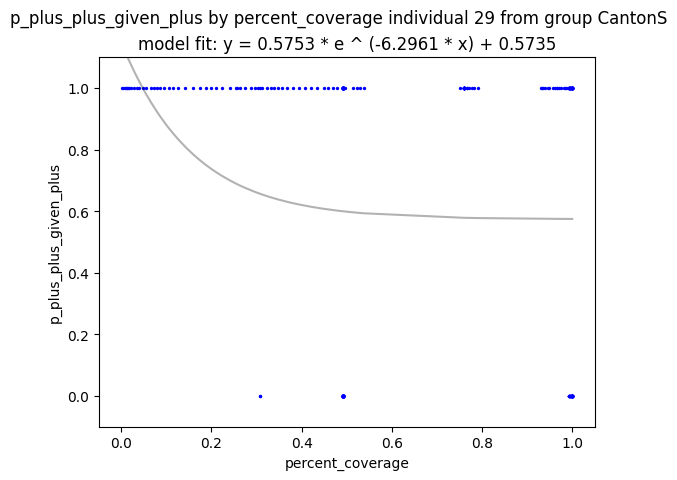 p_plus_plus_given_plus by percent_coverage individual 29 from group CantonS
model fit: y = 0.5753 * e ^ (-6.2961 * x) + 0.5735
1.0
0.8
0.6
0.4
0.2
0.0
p_plus_plus_given_plus
0.0 0.2 0.4 0.6 0.8 1.0
percent_coverage